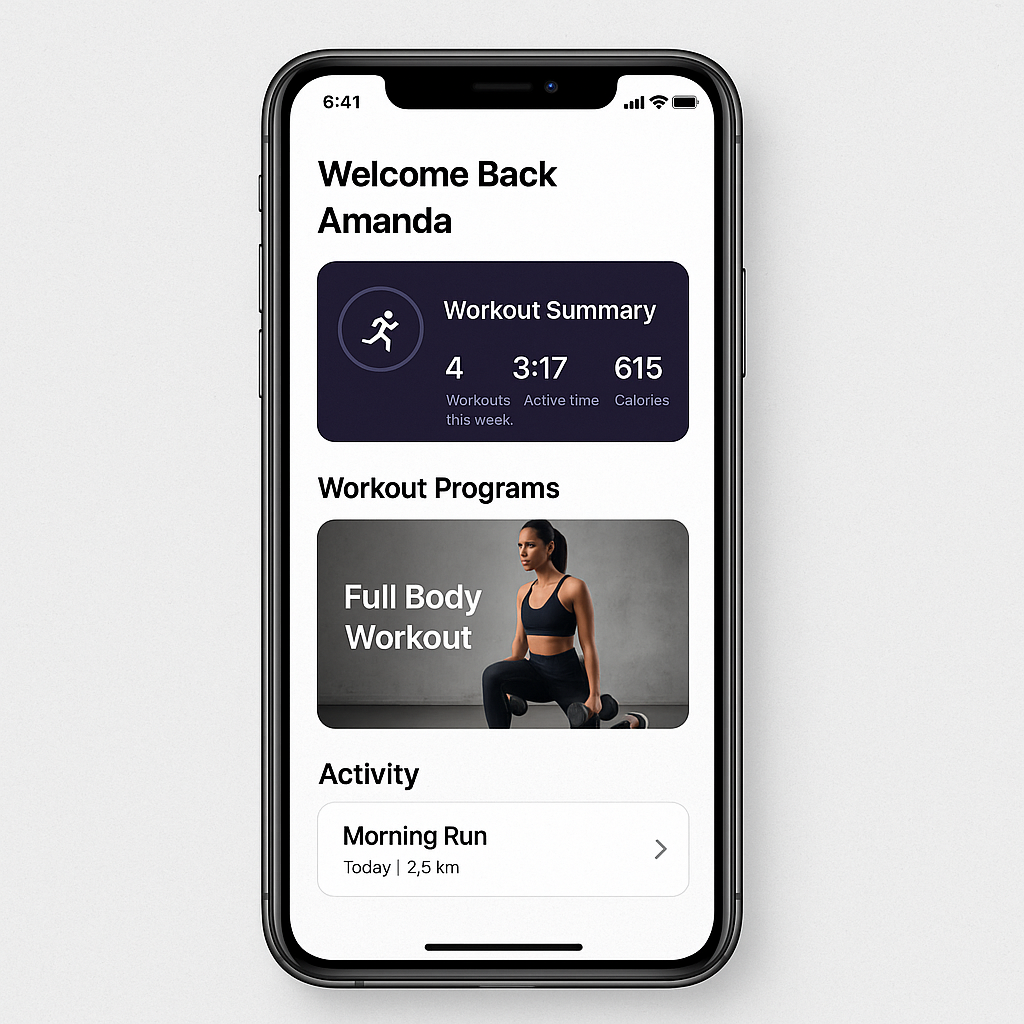 6:41
Welcome Back
Amanda
Workout Summary
4 3:17 615
Workouts Active time Calories
this week.
Workout Programs
Full Body
Workout
Activity
Morning Run
Today | 2,5 km